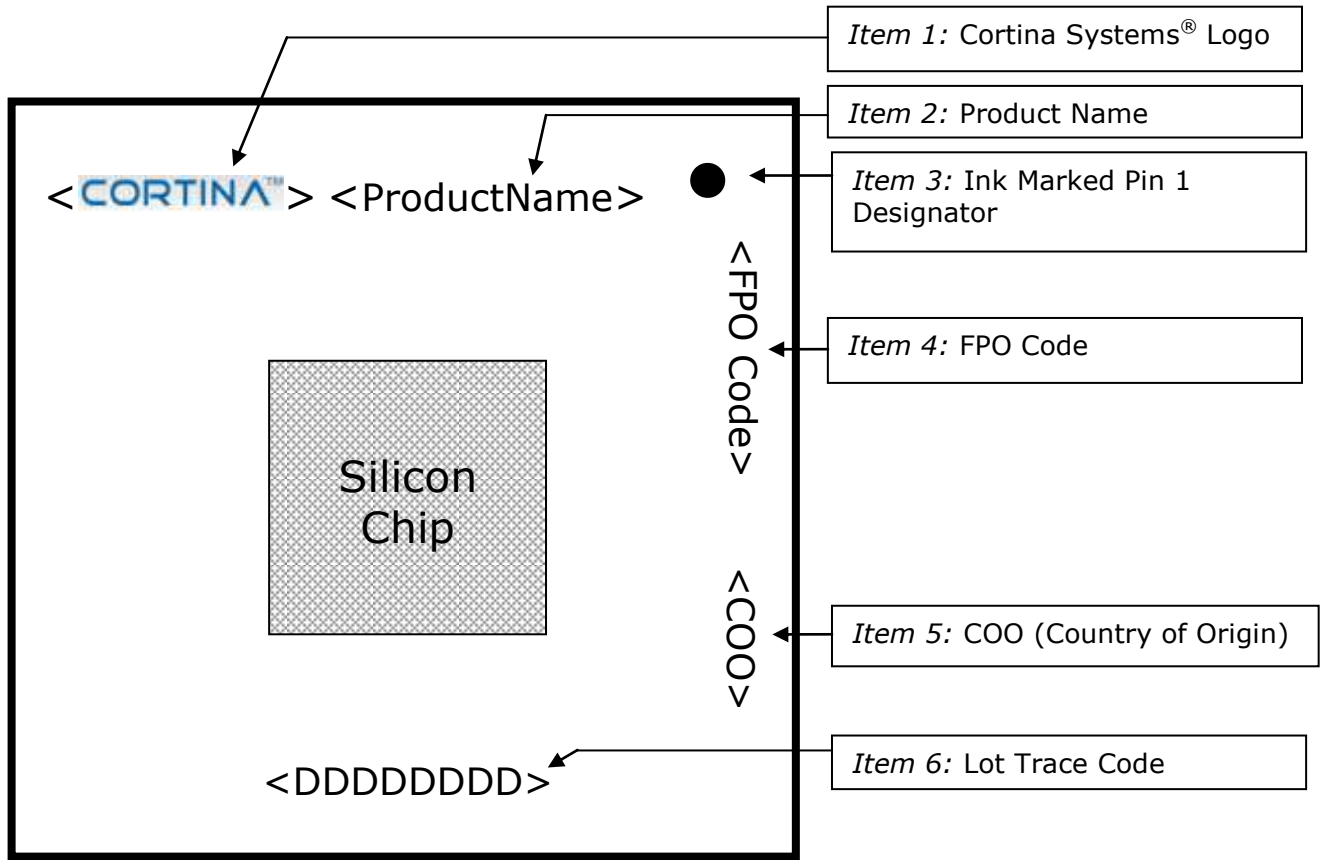 Item 1: Cortina Systems® Logo
Item 2: Product Name
<CORTINA™> <ProductName>
Item 3: Ink Marked Pin 1
Designator
<FPO Code>
Item 4: FPO Code
Silicon
Chip
<COO>
Item 5: COO (Country of Origin)
Item 6: Lot Trace Code
<DDDDDDDD>